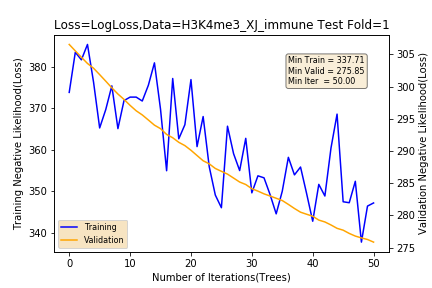 Loss=LogLoss,Data=H3K4me3_XJ_immune Test Fold=1
Training Negative Likelihood(Loss)
380
370
360
350
340
Min Train = 337.71
Min Valid = 275.85
Min Iter  = 50.00
Training
Validation
305
300
295
290
285
280
275
Validation Negative Likelihood(Loss)
0
10
20
30
40
50
Number of Iterations(Trees)